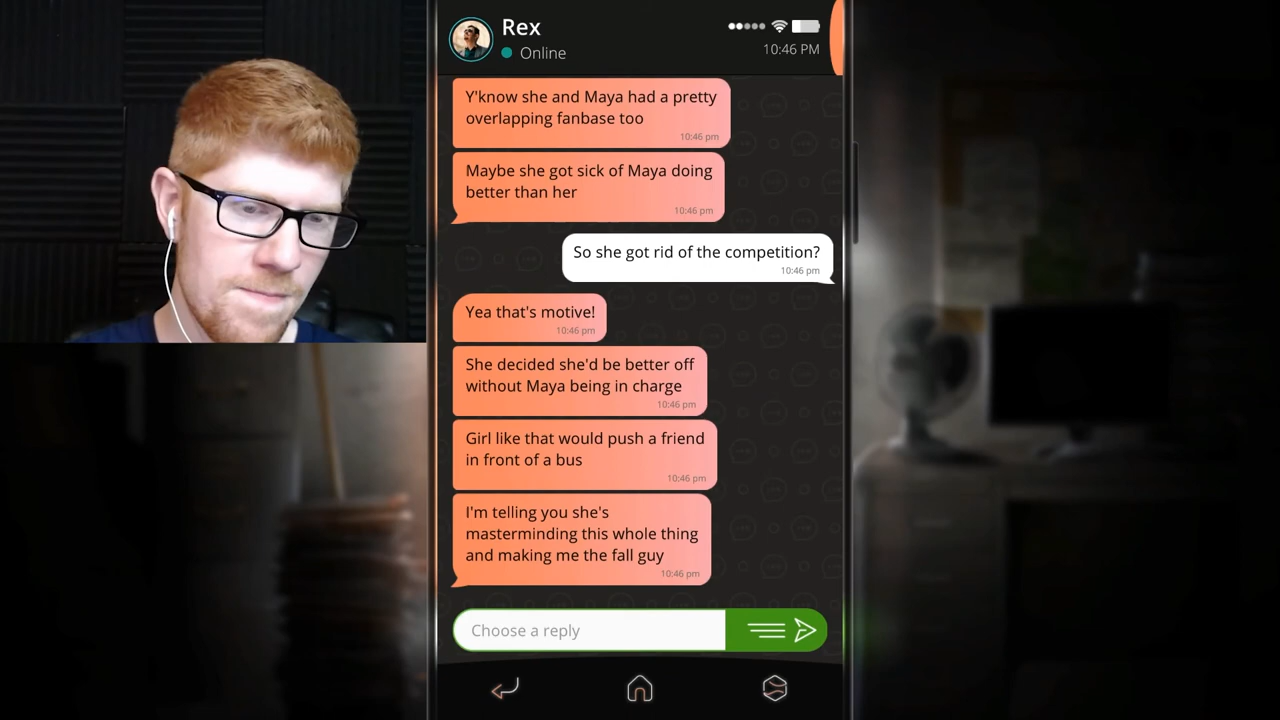 Rex
Online
10:46 PM
Y'know she and Maya had a pretty
overlapping fanbase too
10:46 pm
Maybe she got sick of Maya doing
better than her
10:46 pm
So she got rid of the competition?
10:46 pm
Yea that's motive!
10:46 pm
She decided she'd be better off
without Maya being in charge
10:46 pm
Girl like that would push a friend
in front of a bus
10:46 pm
I'm telling you she's
masterminding this whole thing
and making me the fall guy
10:46 pm
Choose a reply